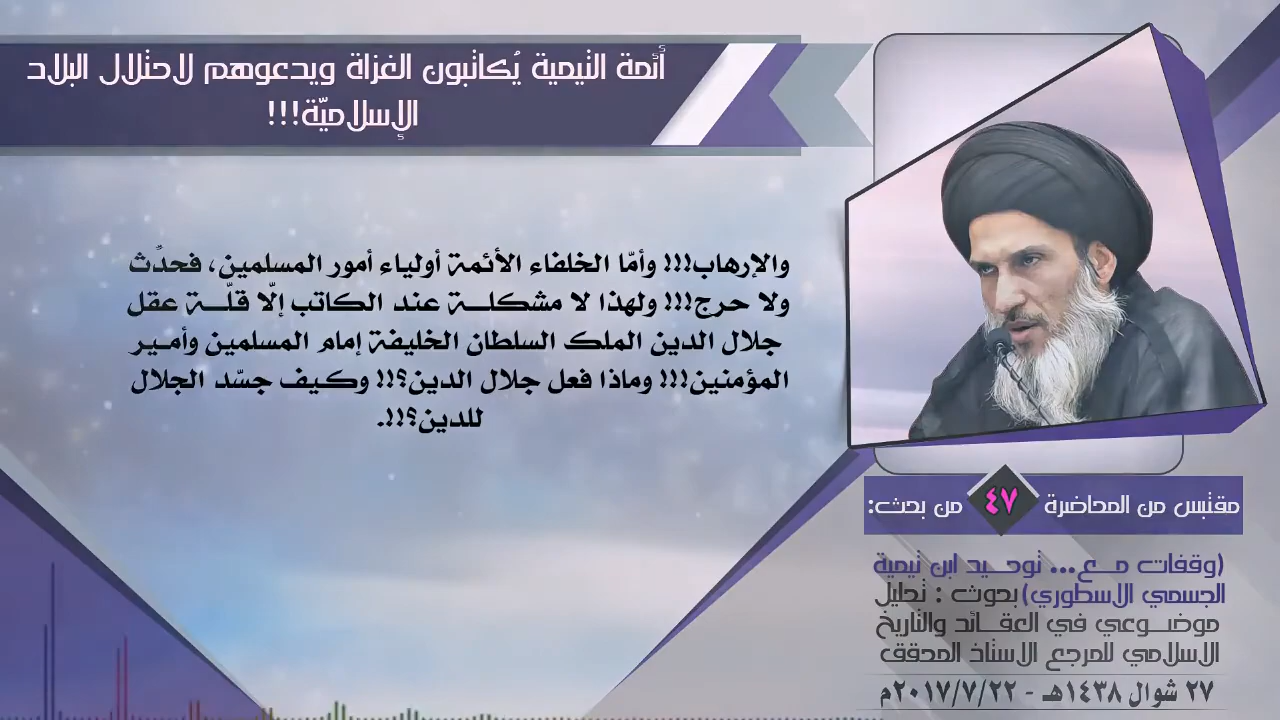 أئمة التيمية يُكاتبون الغزاة ويدعوهم لاحتلال البلاد
الإسلاميّة!!!
والإرهاب!!! وأمّا الخلفاء الأئمة أولياء أمور المسلمين، فحدِّث
ولا حرج!!! ولهذا لا مشكلة عند الكاتب إلّا قلّة عقل
جلال الدين الملك السلطان الخليفة إمام المسلمين وأمير
المؤمنين!!! وماذا فعل جلال الدين؟!! وكيف جسّد الجلال
للدين؟!!.
مقتبس من المحاضرة ٤٧ من بحث:
(وقفات مع... توحيد ابن تيمية
الجسمي الاسطوري) بحوث : تحليل
موضوعي في العقائد والتاريخ
الاسلامي للمرجع الاستاذ المحقق
٢٧ شوال ١٤٣٨هـ - ٢٠١٧/٧/٢٢م